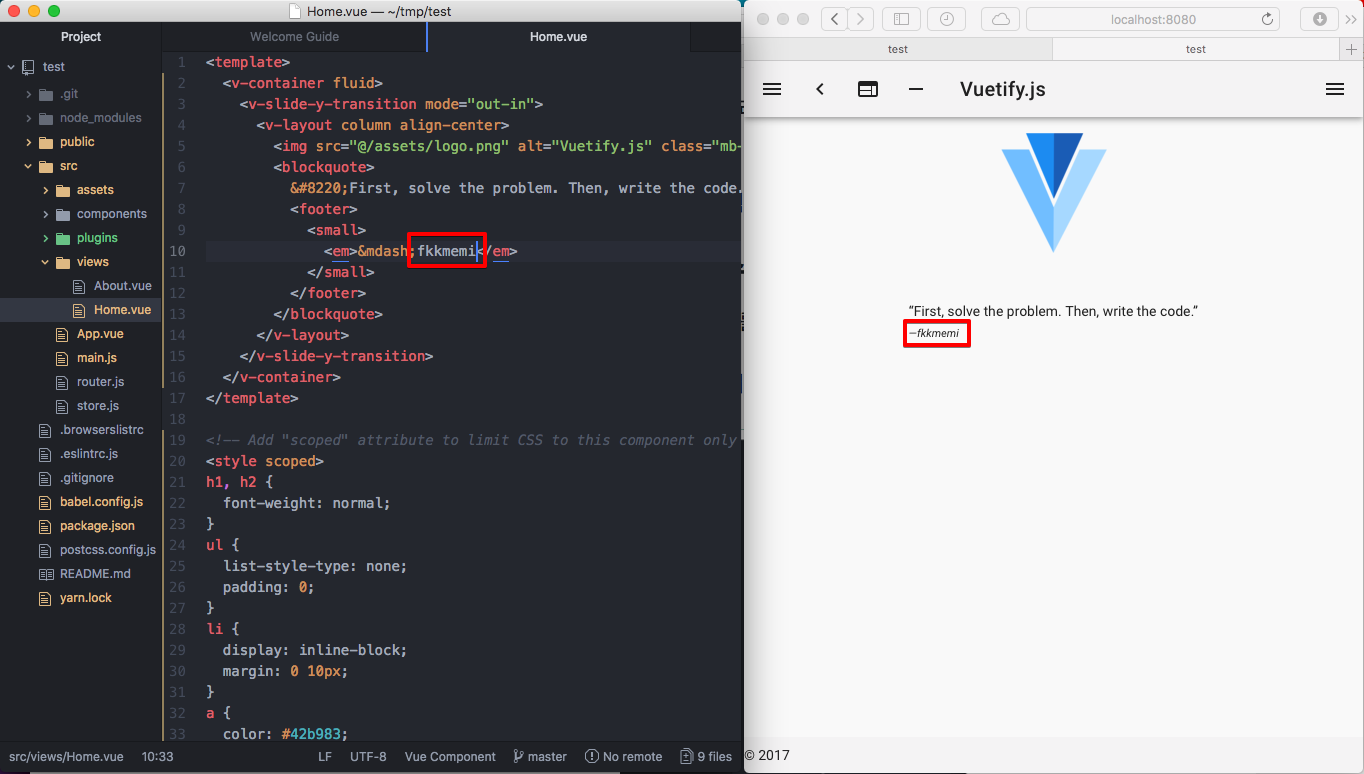 Home.vue — ~/tmp/test
Project
Welcome Guide
Home.vue
test
.git
node_modules
public
src
assets
components
plugins
views
About.vue
Home.vue
App.vue
main.js
router.js
store.js
.browserslistrc
.eslintrc.js
.gitignore
babel.config.js
package.json
postcss.config.js
README.md
yarn.lock
1 <template>
2 <v-container fluid>
3 <v-slide-y-transition mode="out-in">
4 <v-layout column align-center>
5 <img src="@/assets/logo.png" alt="Vuetify.js" class="mb-
6 <blockquote>
7 &#8220;First, solve the problem. Then, write the code.
8 <footer>
9 <small>
10 <em>&mdash;fkkmemi</em>
11 </small>
12 </footer>
13 </blockquote>
14 </v-layout>
15 </v-slide-y-transition>
16 </v-container>
17 </template>
18
19 <!-- Add "scoped" attribute to limit CSS to this component only
20 <style scoped>
21 h1, h2 {
22 font-weight: normal;
23 }
24 ul {
25 list-style-type: none;
26 padding: 0;
27 }
28 li {
29 display: inline-block;
30 margin: 0 10px;
31 }
32 a {
33 color: #42b983;
src/views/Home.vue 10:33 LF UTF-8 Vue Component master No remote 9 files
localhost:8080
test
test
Vuetify.js
“First, solve the problem. Then, write the code.”
—fkkmemi
© 2017